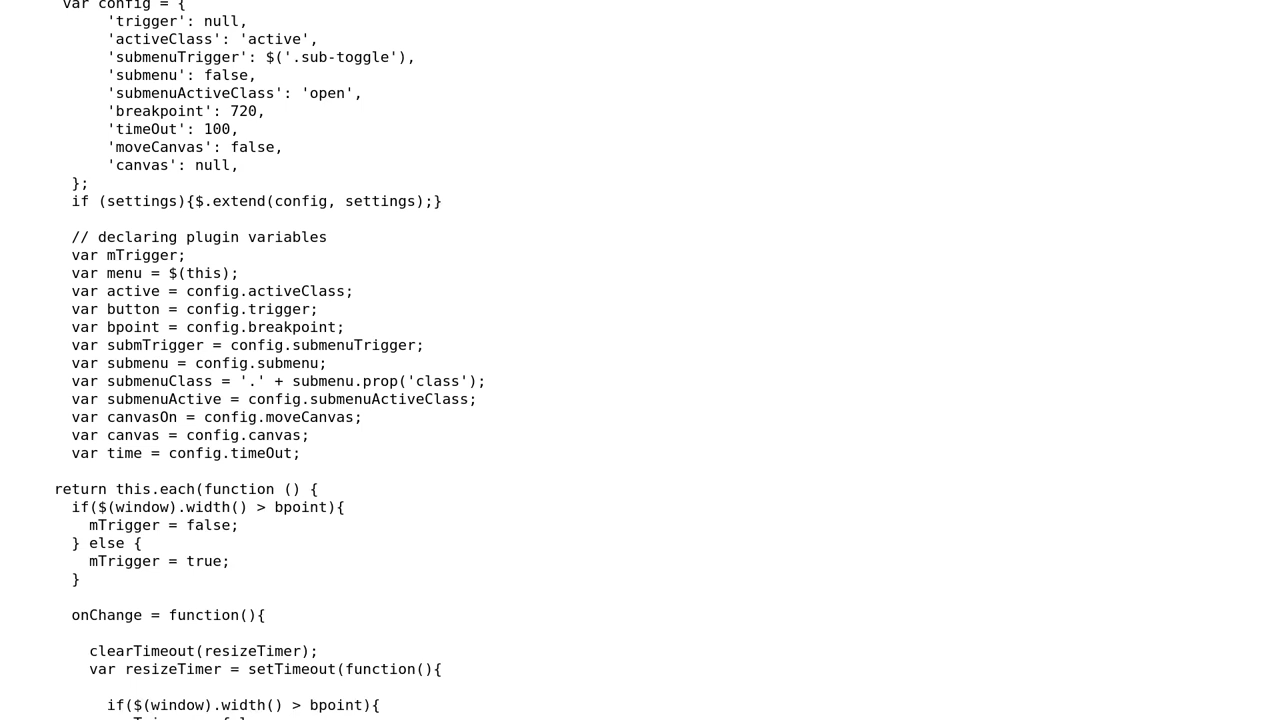 var config = {
'trigger': null,
'activeClass': 'active',
'submenuTrigger': $('.sub-toggle'),
'submenu': false,
'submenuActiveClass': 'open',
'breakpoint': 720,
'timeOut': 100,
'moveCanvas': false,
'canvas': null,
};
if (settings){$.extend(config, settings);}
// declaring plugin variables
var mTrigger;
var menu = $(this);
var active = config.activeClass;
var button = config.trigger;
var bpoint = config.breakpoint;
var submTrigger = config.submenuTrigger;
var submenu = config.submenu;
var submenuClass = '.' + submenu.prop('class');
var submenuActive = config.submenuActiveClass;
var canvasOn = config.moveCanvas;
var canvas = config.canvas;
var time = config.timeOut;
return this.each(function () {
if($(window).width() > bpoint){
mTrigger = false;
} else {
mTrigger = true;
}
onChange = function(){
clearTimeout(resizeTimer);
var resizeTimer = setTimeout(function(){
if($(window).width() > bpoint){